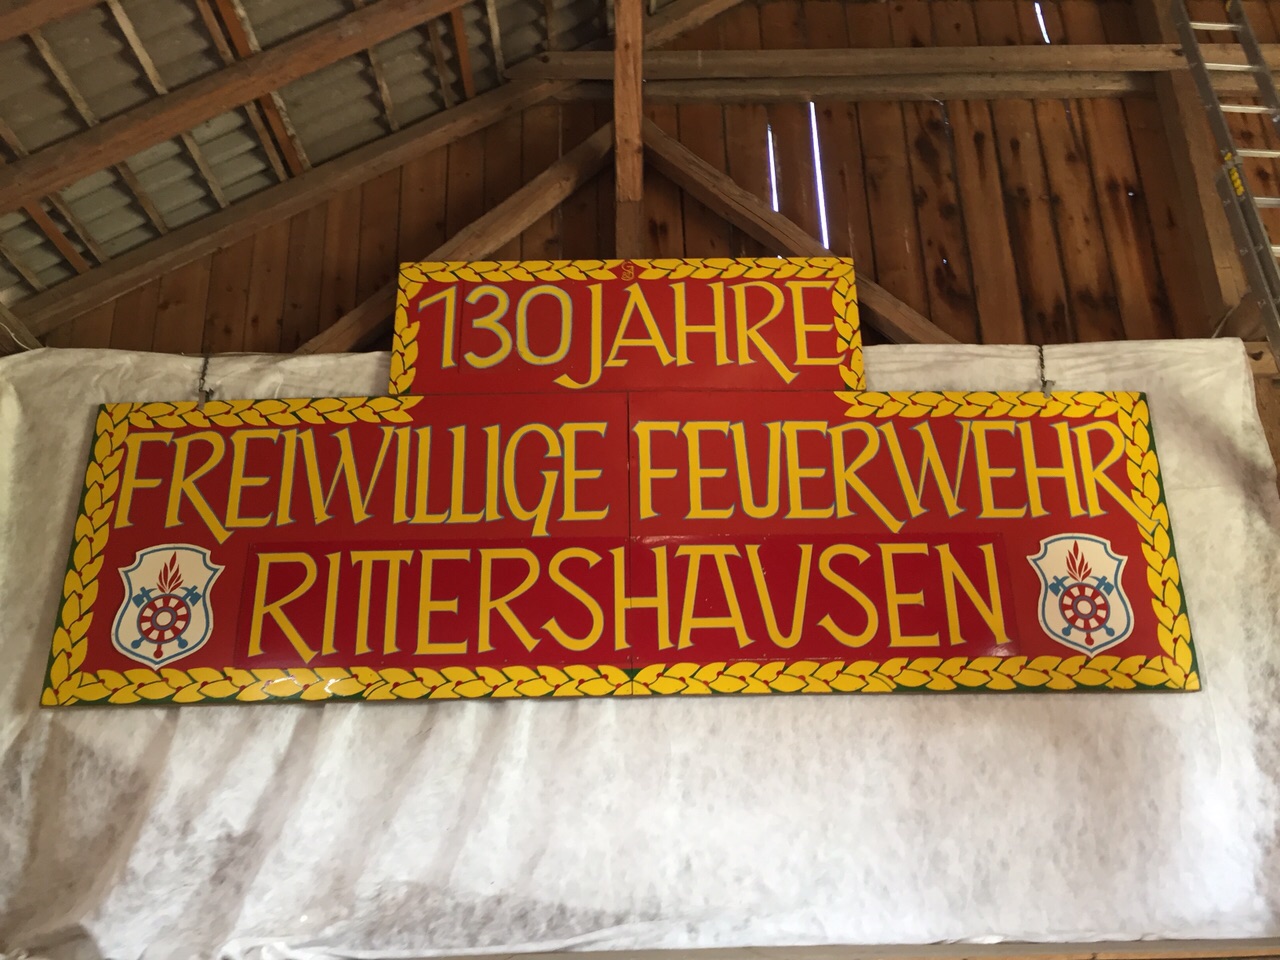 130 JAHRE
FREIWILLIGE FEUERWEHR
RITTERSHAUSEN